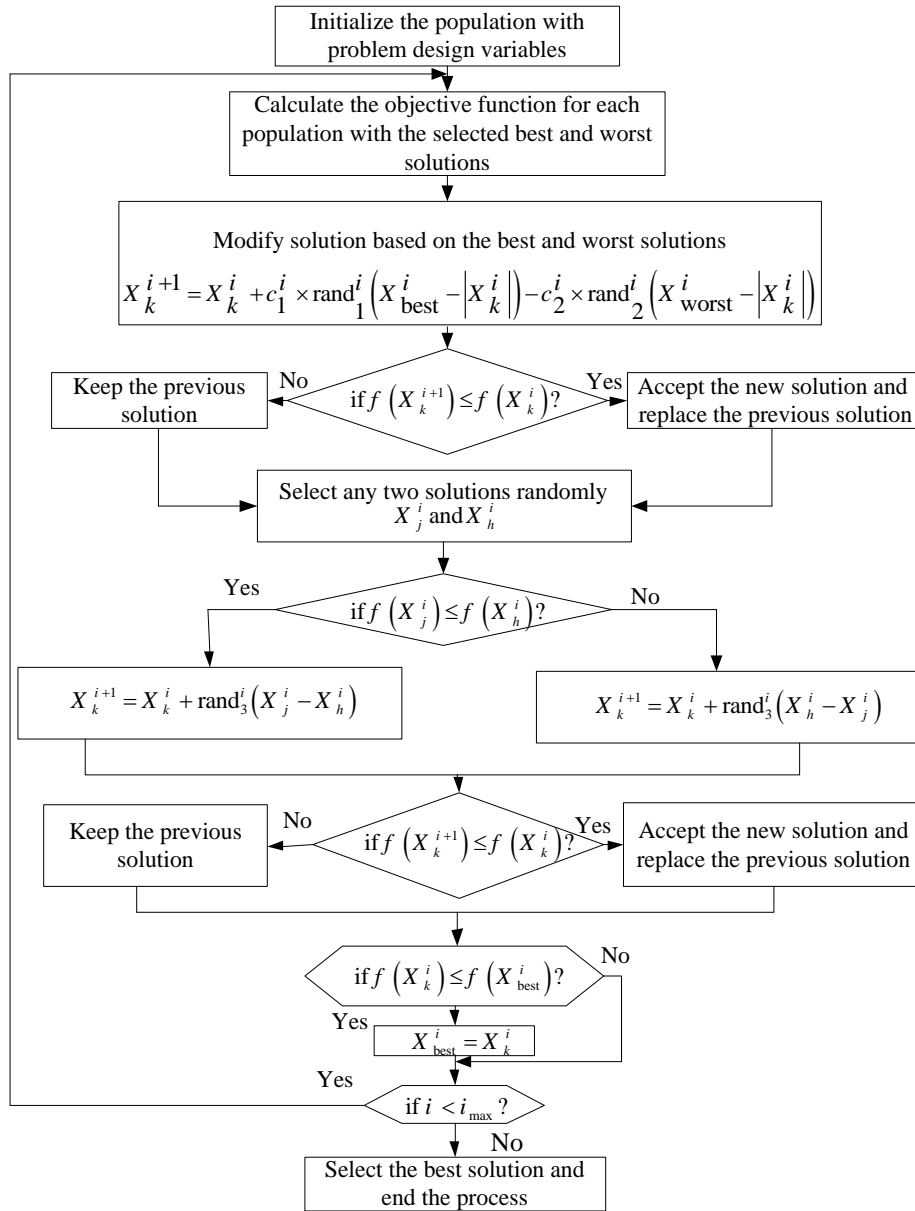 Initialize the population with
problem design variables
Calculate the objective function for each
population with the selected best and worst
solutions
Modify solution based on the best and worst solutions
X_k^{i+1} = X_k^i + c_1^i × rand_1^i (X_best^i - |X_k^i|) - c_2^i × rand_2^i (X_worst^i - |X_k^i|)
No
if f (X_k^{i+1}) ≤ f (X_k^i)?
Yes
Keep the previous
solution
Accept the new solution and
replace the previous solution
Select any two solutions randomly
X_j^i and X_h^i
Yes
if f (X_j^i) ≤ f (X_h^i)?
No
X_k^{i+1} = X_k^i + rand_3^i (X_j^i - X_h^i)
X_k^{i+1} = X_k^i + rand_3^i (X_h^i - X_j^i)
Keep the previous
solution
No
if f (X_k^{i+1}) ≤ f (X_k^i)?
Yes
Accept the new solution and
replace the previous solution
if f (X_k^i) ≤ f (X_best^i)?
No
Yes
X_best^i = X_k^i
Yes
if i < i_max ?
No
Select the best solution and
end the process